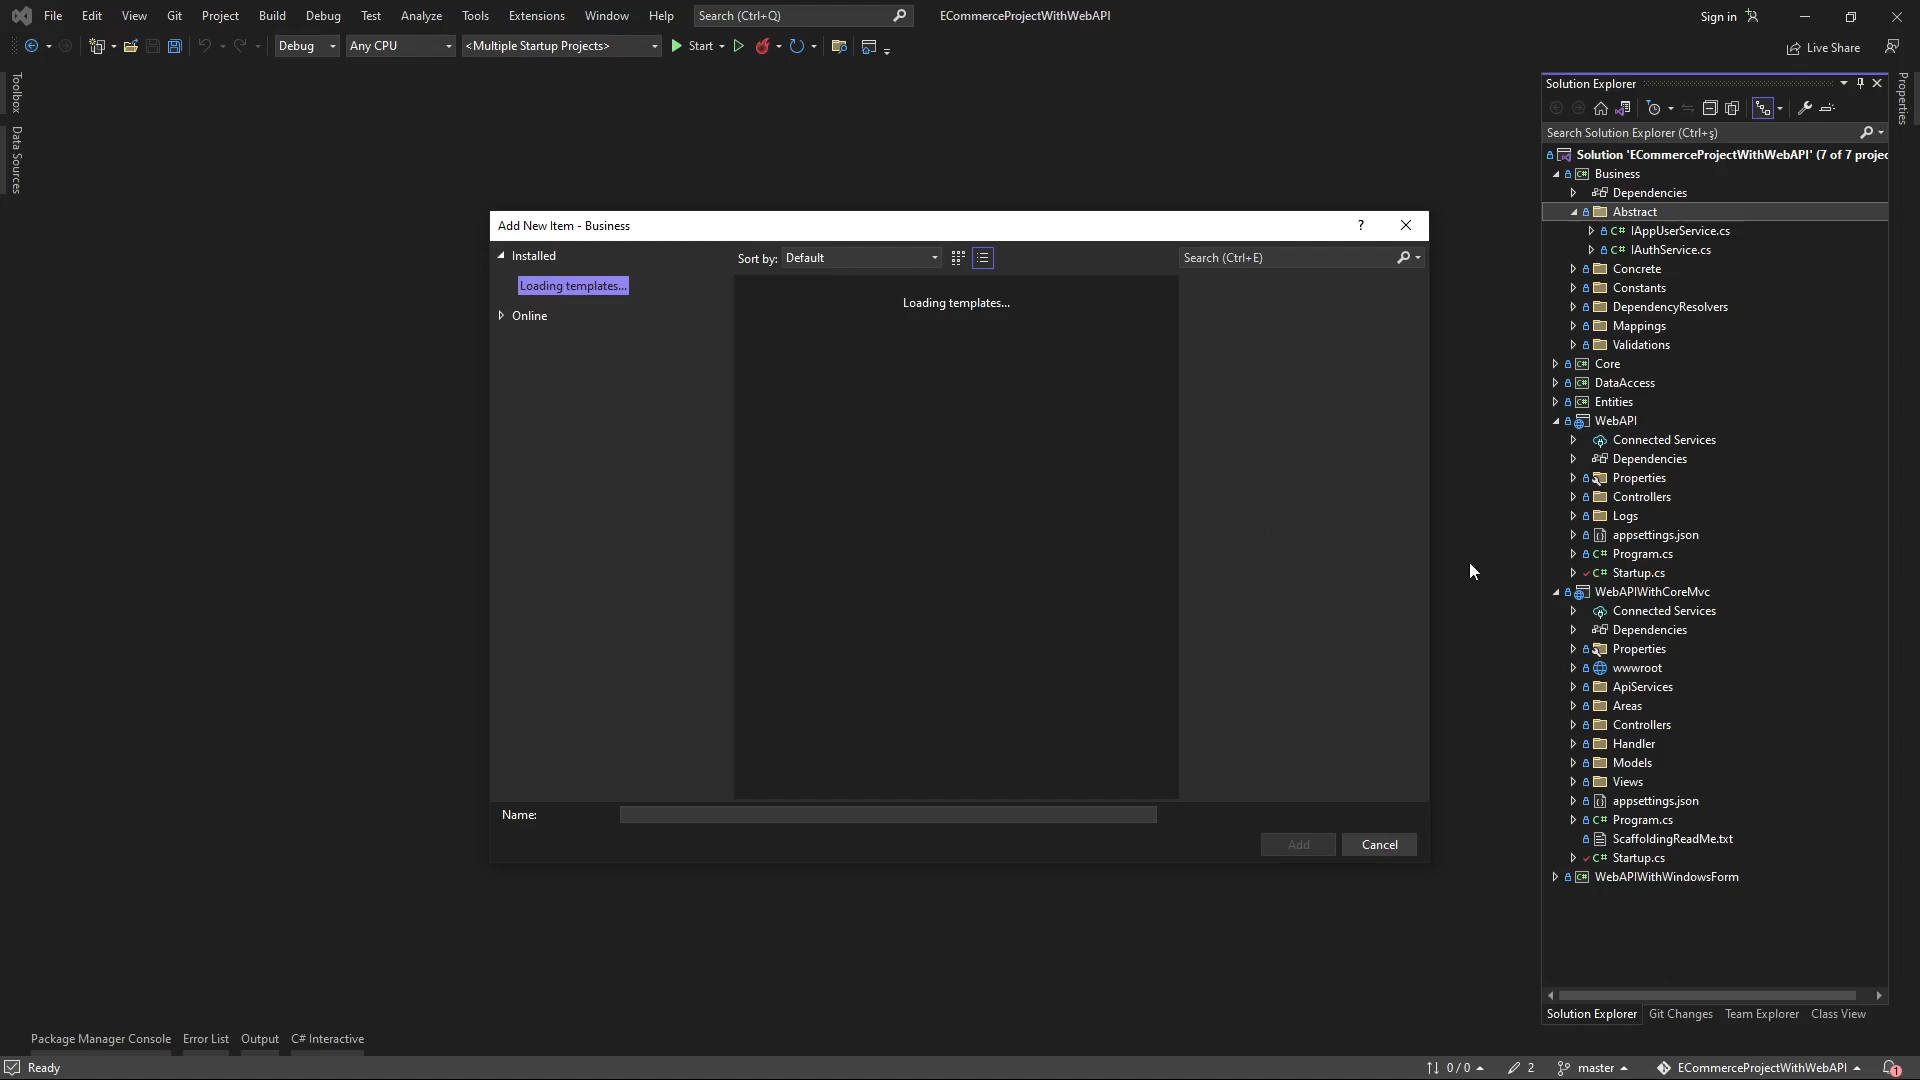 File Edit View Git Project Build Debug Test Analyze Tools Extensions Window Help Search (Ctrl+Q) ECommerceProjectWithWebAPI Sign in
Debug Any CPU <Multiple Startup Projects> Start Live Share
Toolbox
Data Sources
Properties
Solution Explorer
Search Solution Explorer (Ctrl+ş)
Solution 'ECommerceProjectWithWebAPI' (7 of 7 projec
Business
Dependencies
Abstract
IAppUserService.cs
IAuthService.cs
Concrete
Constants
DependencyResolvers
Mappings
Validations
Core
DataAccess
Entities
WebAPI
Connected Services
Dependencies
Properties
Controllers
Logs
appsettings.json
Program.cs
Startup.cs
WebAPIWithCoreMvc
Connected Services
Dependencies
Properties
wwwroot
ApiServices
Areas
Controllers
Handler
Models
Views
appsettings.json
Program.cs
ScaffoldingReadMe.txt
Startup.cs
WebAPIWithWindowsForm
Solution Explorer Git Changes Team Explorer Class View
Add New Item - Business ?
Installed
Loading templates...
Online
Sort by: Default
Search (Ctrl+E)
Loading templates...
Name:
Add Cancel
Package Manager Console Error List Output C# Interactive
Ready 0 / 0 2 master ECommerceProjectWithWebAPI 1